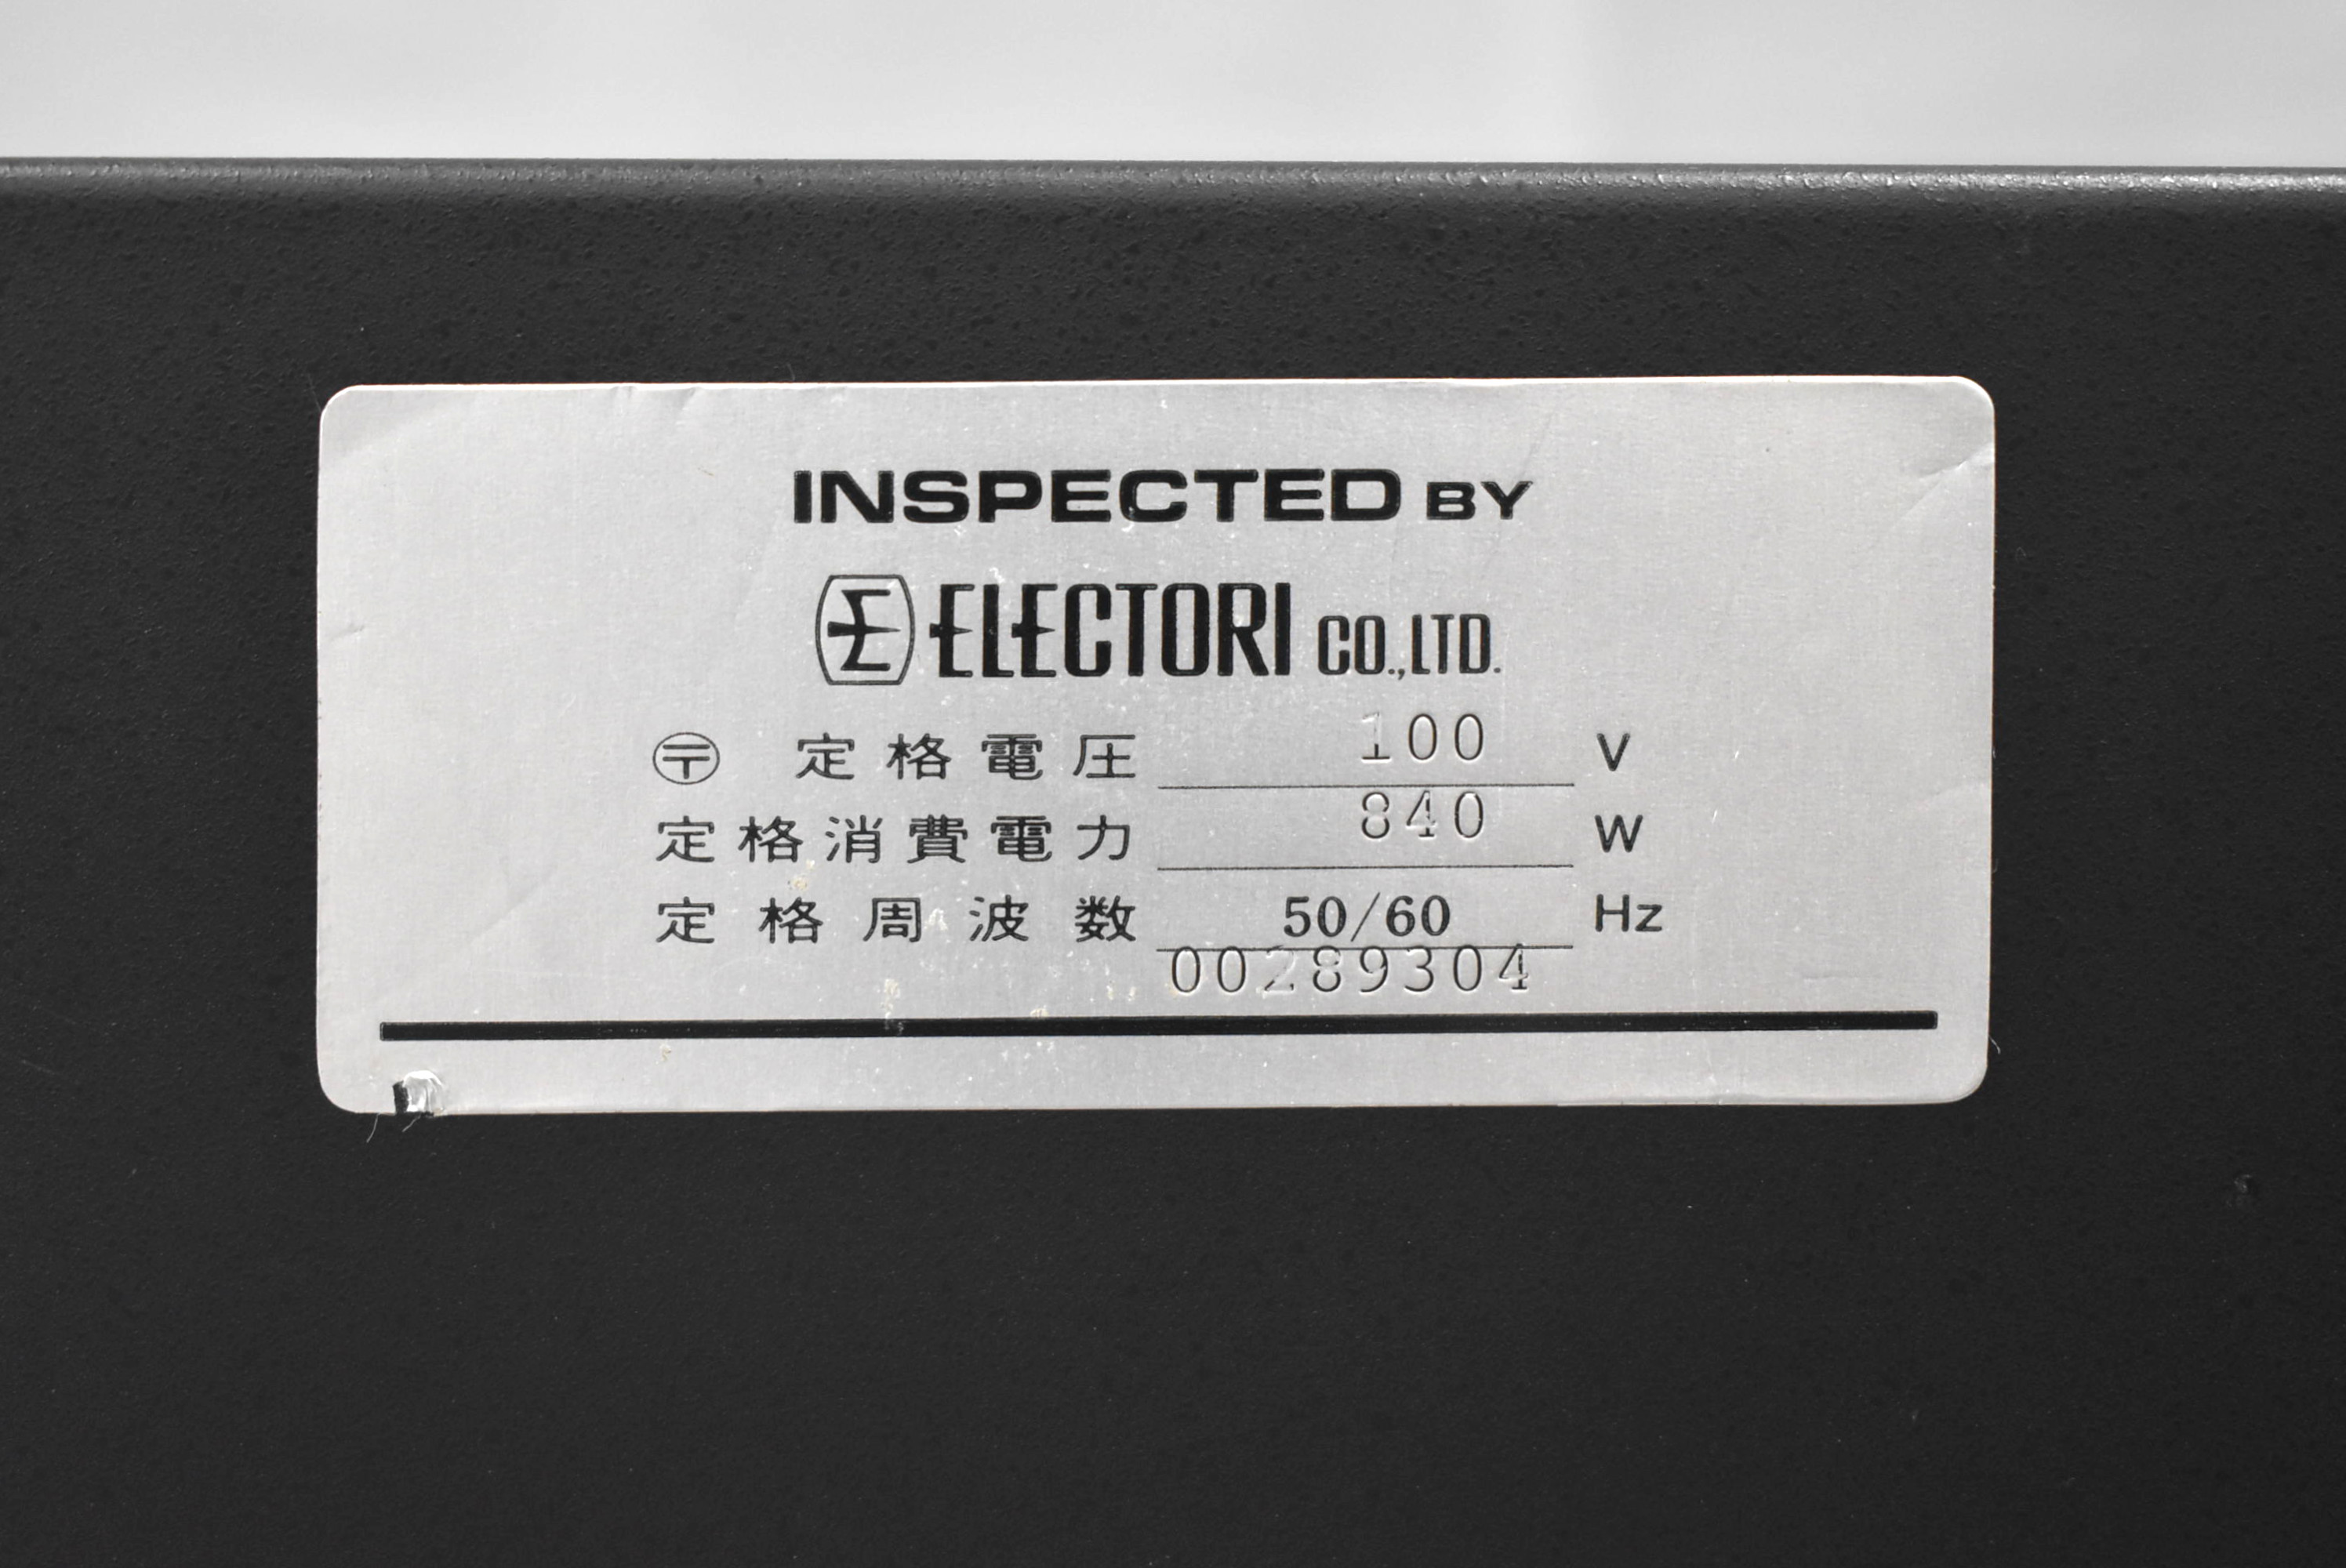 INSPECTED BY
ELECTORI CO.,LTD.
〶 定格電圧 100 V
定格消費電力 840 W
定格周波数 50/60 Hz
00289304